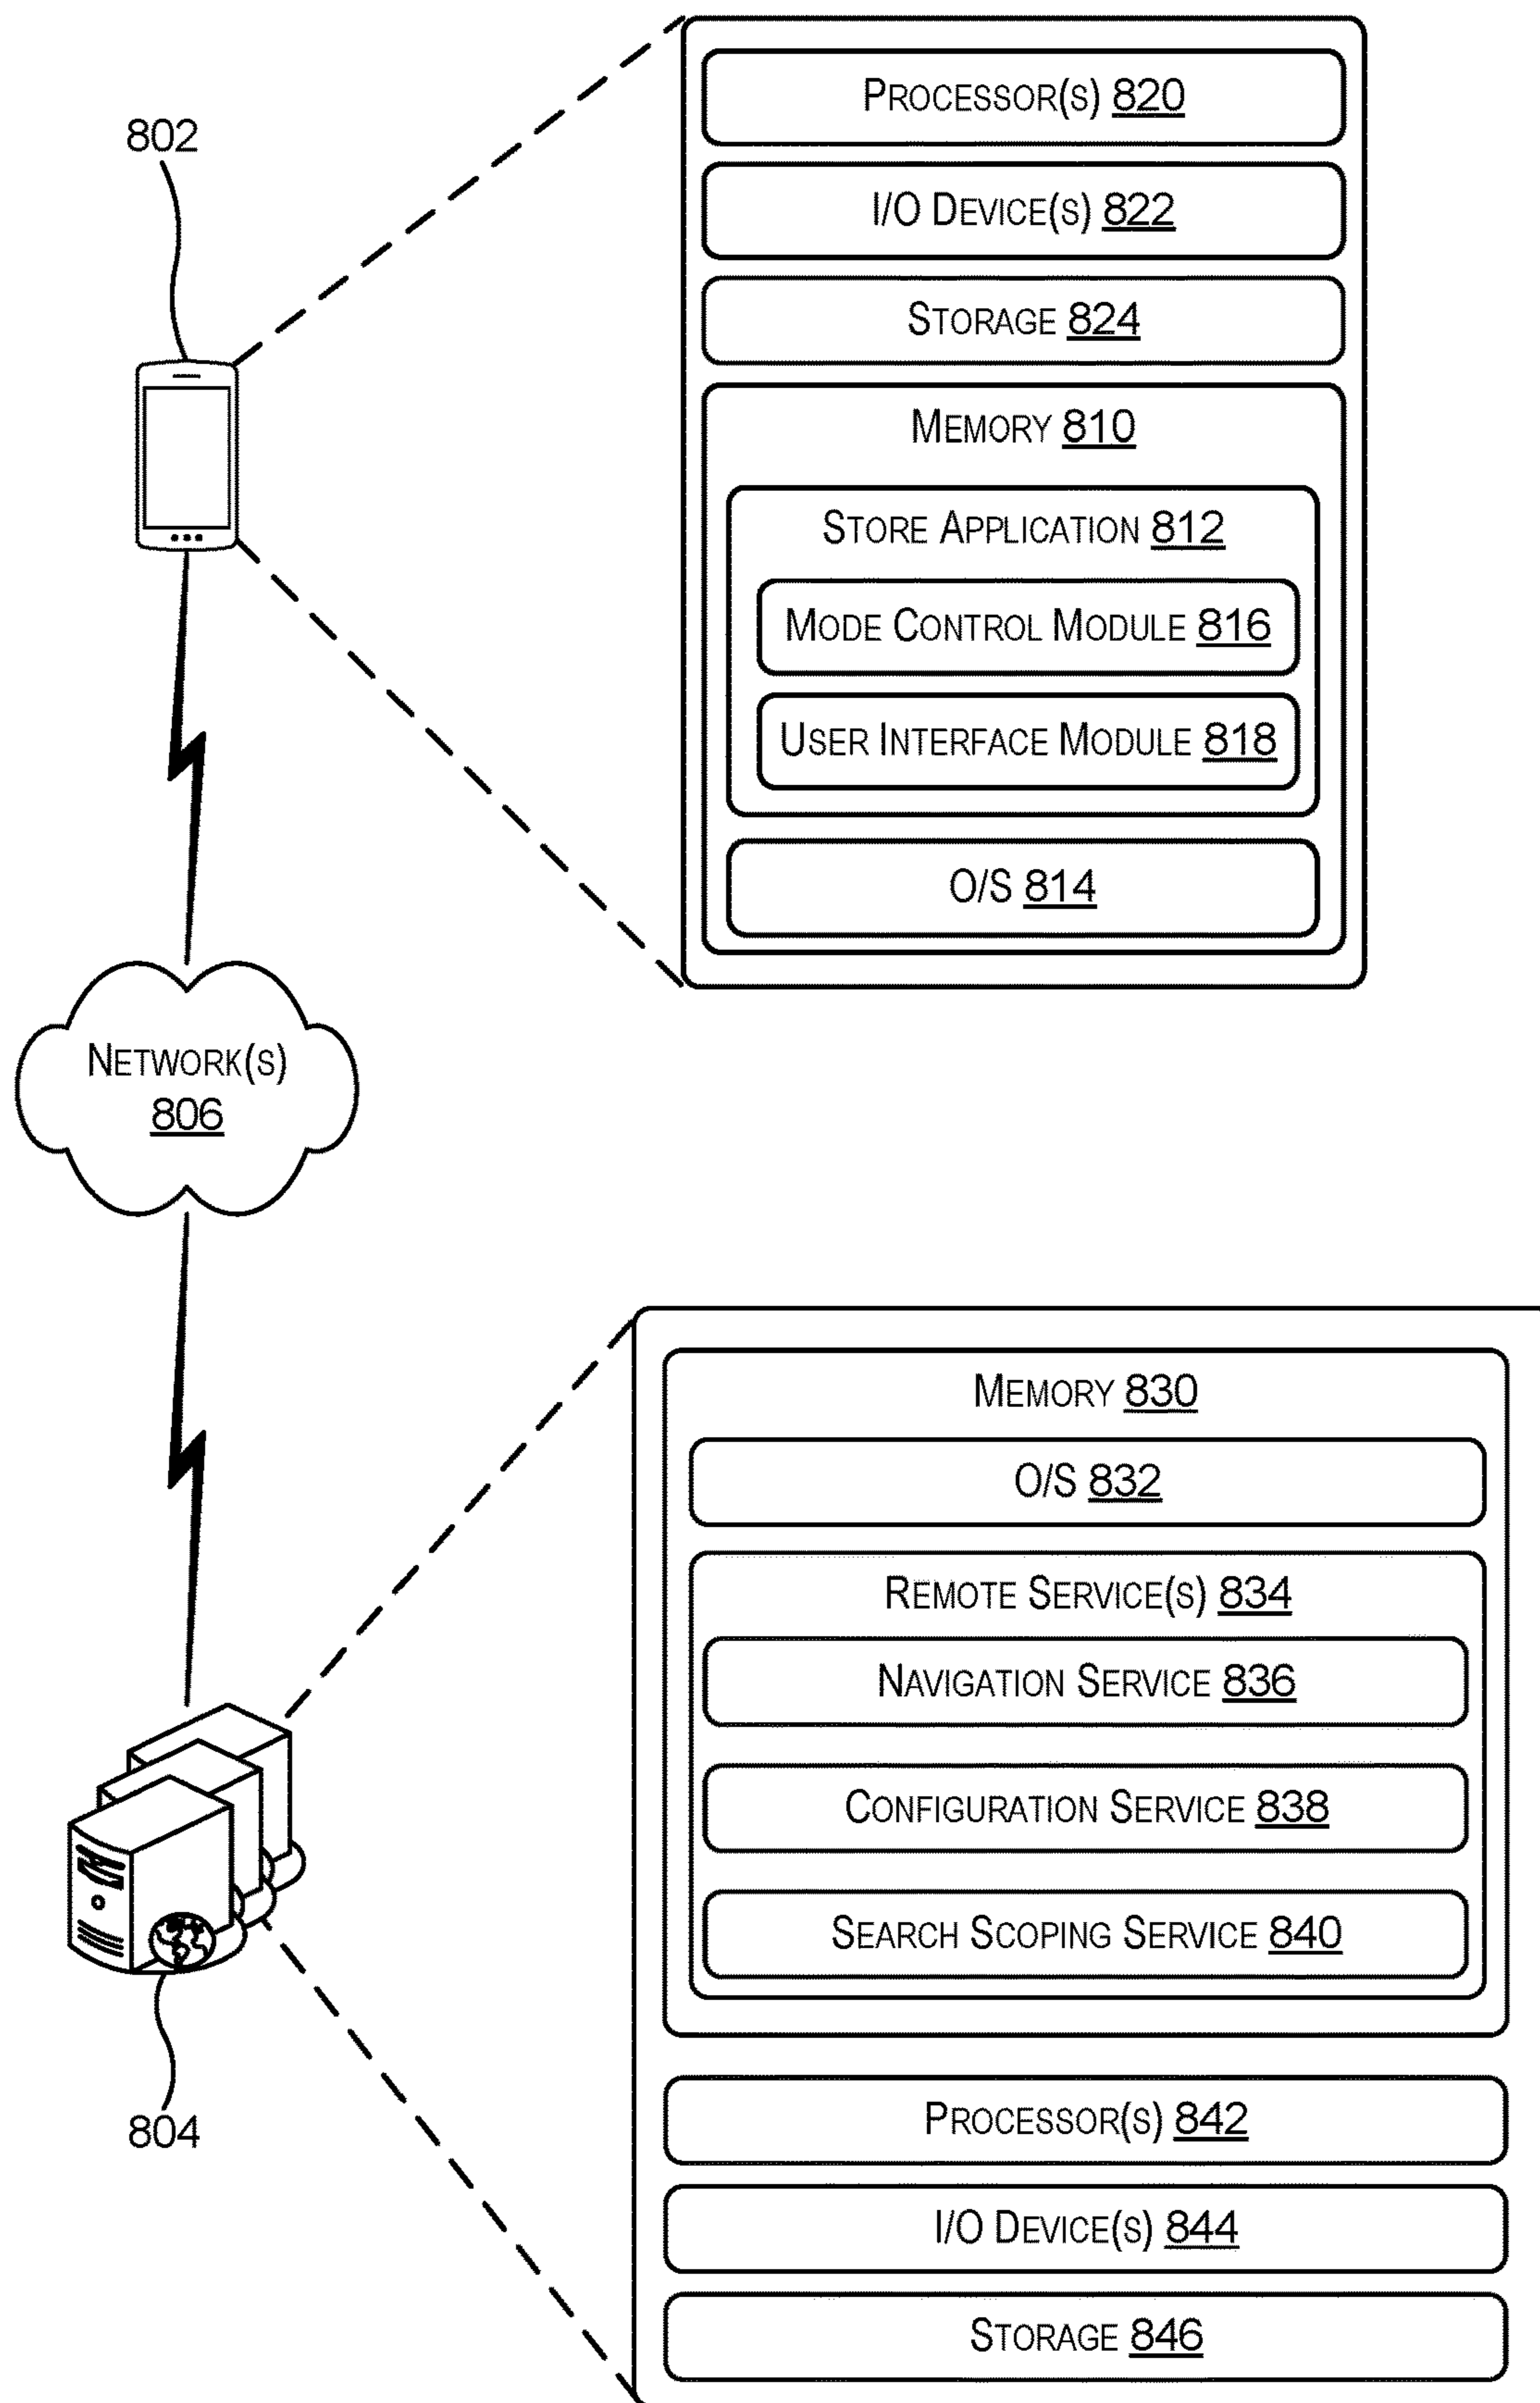 802
PROCESSOR(S) 820
I/O DEVICE(S) 822
STORAGE 824
MEMORY 810
STORE APPLICATION 812
MODE CONTROL MODULE 816
USER INTERFACE MODULE 818
O/S 814
NETWORK(S)
806
MEMORY 830
O/S 832
REMOTE SERVICE(S) 834
NAVIGATION SERVICE 836
CONFIGURATION SERVICE 838
SEARCH SCOPING SERVICE 840
804
PROCESSOR(S) 842
I/O DEVICE(S) 844
STORAGE 846